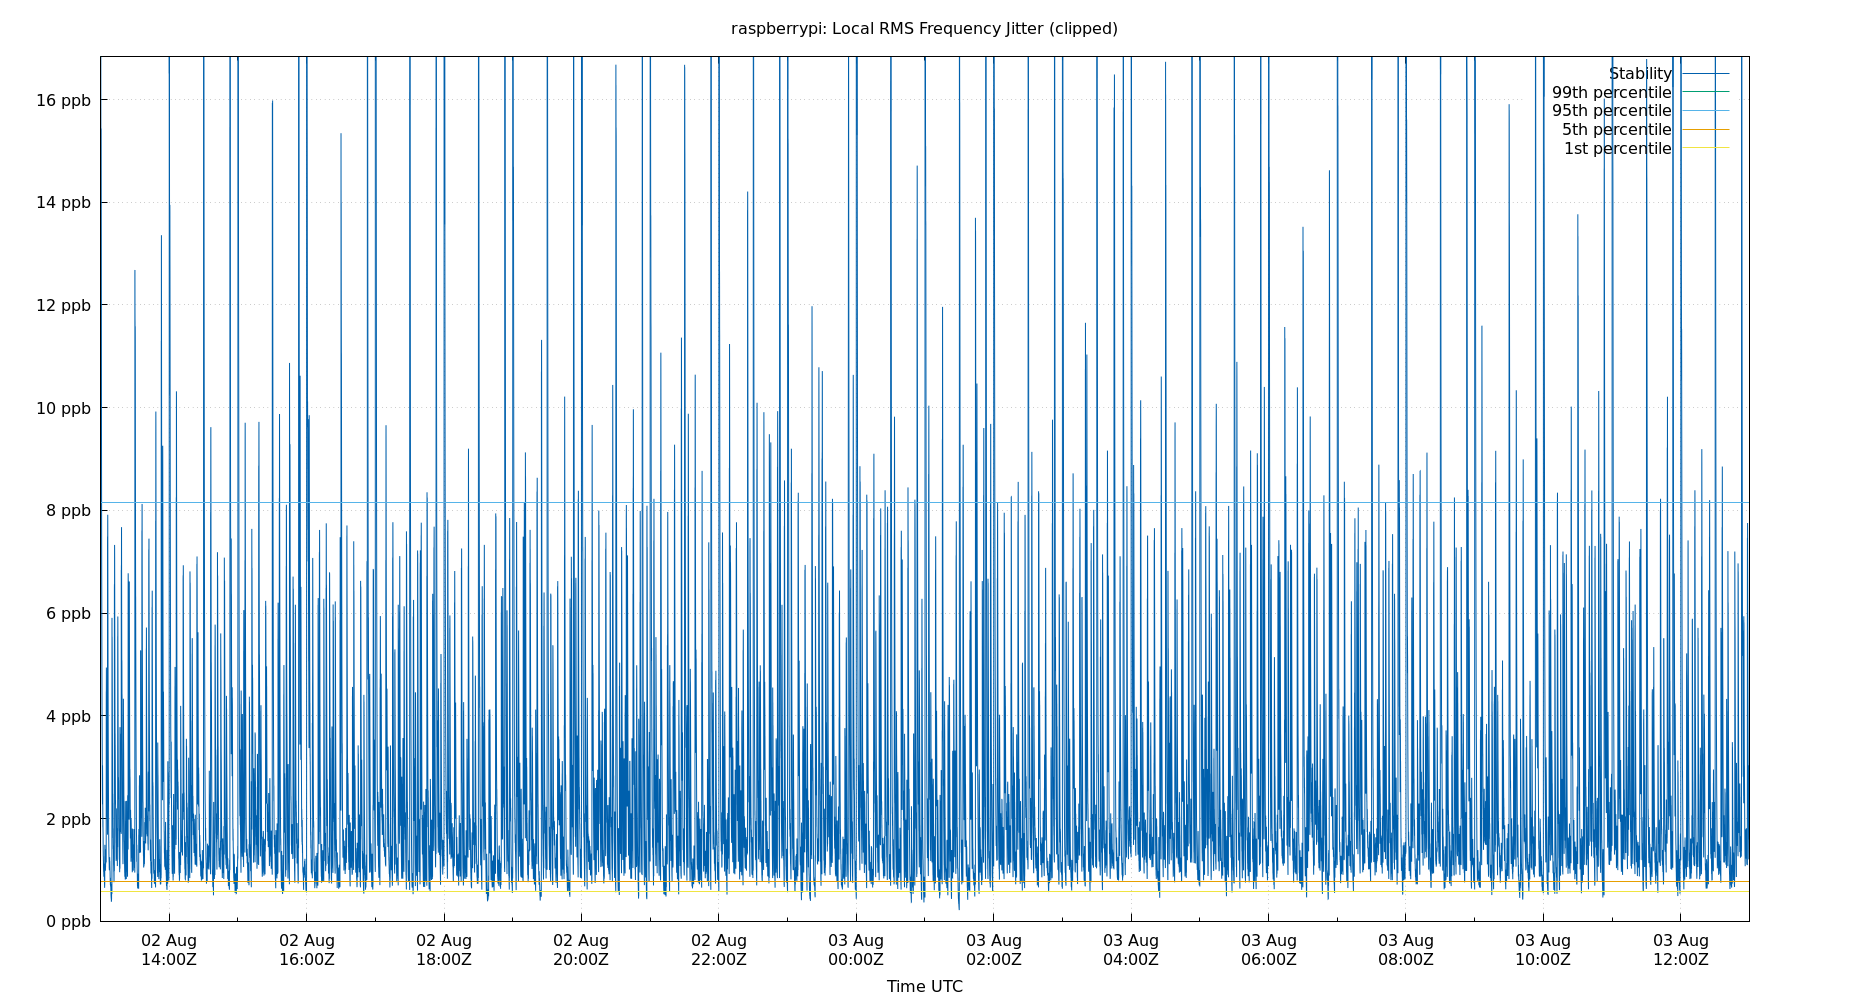 raspberrypi: Local RMS Frequency Jitter (clipped)
Stability
99th percentile
95th percentile
5th percentile
1st percentile
16 ppb
14 ppb
12 ppb
10 ppb
8 ppb
6 ppb
4 ppb
2 ppb
0 ppb
02 Aug 02 Aug 02 Aug 02 Aug 02 Aug 03 Aug 03 Aug 03 Aug 03 Aug 03 Aug 03 Aug 03 Aug
14:00Z 16:00Z 18:00Z 20:00Z 22:00Z 00:00Z 02:00Z 04:00Z 06:00Z 08:00Z 10:00Z 12:00Z
Time UTC